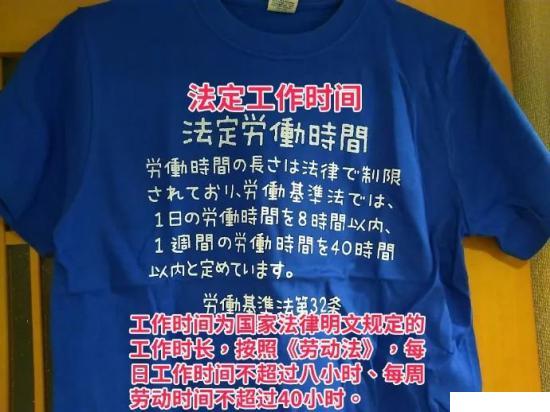 法定工作时间
法定労働時間
労働時間の長さは法律で制限
されており、労働基準法では、
1日の労働時間を8時間以内、
1週間の労働時間を40時間
以内と定めています。
労働基準法第32条
工作时间为国家法律明文规定的
工作时长，按照《劳动法》，每
日工作时间不超过八小时、每周
劳动时间不超过40小时。